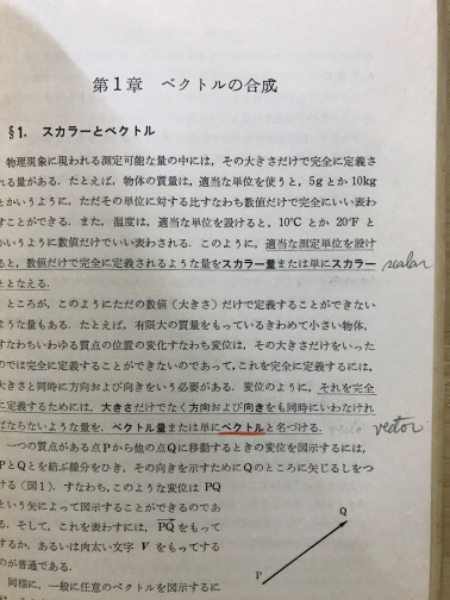 第1章 ベクトルの合成
§1. スカラーとベクトル
物理現象に現われる測定可能な量の中には，その大きさだけで完全に定義さ
れる量がある．たとえば，物体の質量は，適当な単位を使うと，5g とか 10kg
とかいうように，ただその単位に対する比すなわち数値だけで完全にいい表わ
すことができる．また，温度は，適当な単位を設けると，10℃ とか 20°F と
かいうように数値だけでいい表わされる．このように，適当な測定単位を設け
ると，数値だけで完全に定義されるような量をスカラー量または単にスカラー
ととなえる． scalar
ところが，このようにただの数値（大きさ）だけで定義することができない
ような量もある．たとえば，有限大の質量をもっているきわめて小さい物体，
すなわちいわゆる質点の位置の変化すなわち変位は，その大きさだけをいった
のでは完全に定義することができないのであって，これを完全に定義するには，
大きさと同時に方向および向きをいう必要がある．変位のように，それを完全
に定義するためには，大きさだけでなく方向および向きをも同時にいわなけれ
ばならないような量を，ベクトル量または単にベクトルと名づける． vector
一つの質点がある点Pから他の点Qに移動するときの変位を図示するには，
PとQとを結ぶ線分をひき，その向きを示すためにQのところに矢じるしをつ
ける（図1）．すなわち，このような変位は PQ
という矢によって図示することができるのであ
る．そして，これを表わすには，PQ をもって
するか，あるいは肉太い文字 V をもってする
のが普通である．
同様に，一般に任意のベクトルを図示するに
Q
P